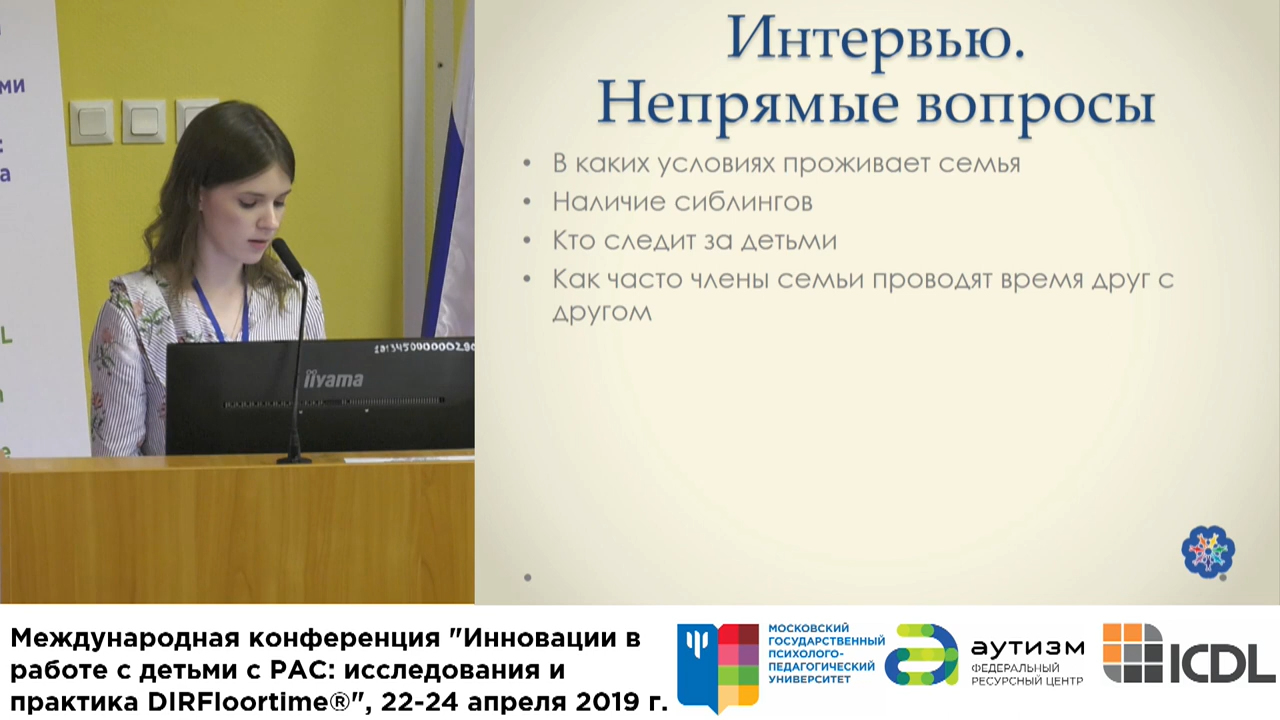 Интервью.
Непрямые вопросы
• В каких условиях проживает семья
• Наличие сиблингов
• Кто следит за детьми
• Как часто члены семьи проводят время друг с
другом
•
ми
:
а
L
а
е
iiyama
Международная конференция "Инновации в
работе с детьми с РАС: исследования и
практика DIRFloortime®", 22-24 апреля 2019 г.
МОСКОВСКИЙ
ГОСУДАРСТВЕННЫЙ
ПСИХОЛОГО-
ПЕДАГОГИЧЕСКИЙ
УНИВЕРСИТЕТ
аутизм
ФЕДЕРАЛЬНЫЙ
РЕСУРСНЫЙ ЦЕНТР
ICDL